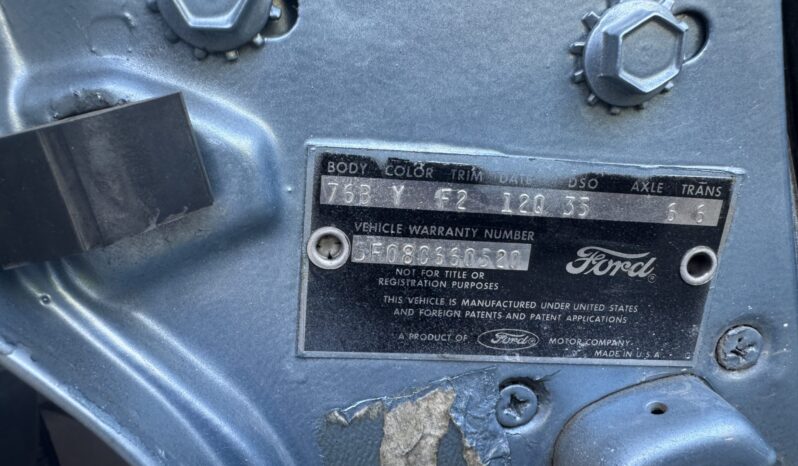 BODY COLOR TRIM DATE DSO AXLE TRANS
76B Y F2 12Q 35 6 6
VEHICLE WARRANTY NUMBER
5F08C660580
Ford®
NOT FOR TITLE OR
REGISTRATION PURPOSES
THIS VEHICLE IS MANUFACTURED UNDER UNITED STATES
AND FOREIGN PATENTS AND PATENT APPLICATIONS
A PRODUCT OF Ford® MOTOR COMPANY
MADE IN U.S.A.